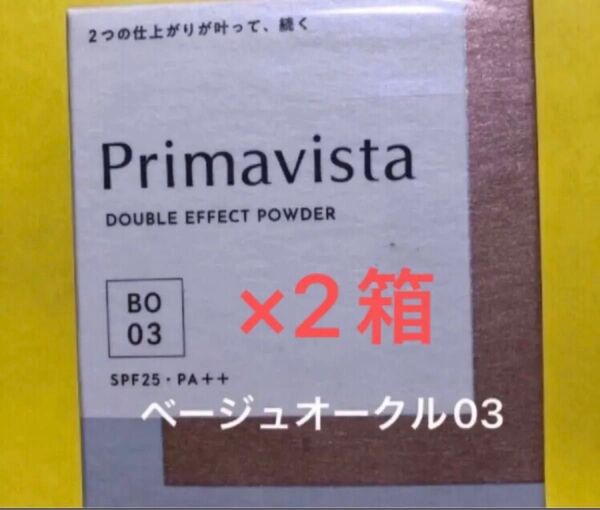 2つの仕上がりが叶って、続く
Primavista
DOUBLE EFFECT POWDER
BO
03
×2箱
SPF25・PA++
ベージュオークル03